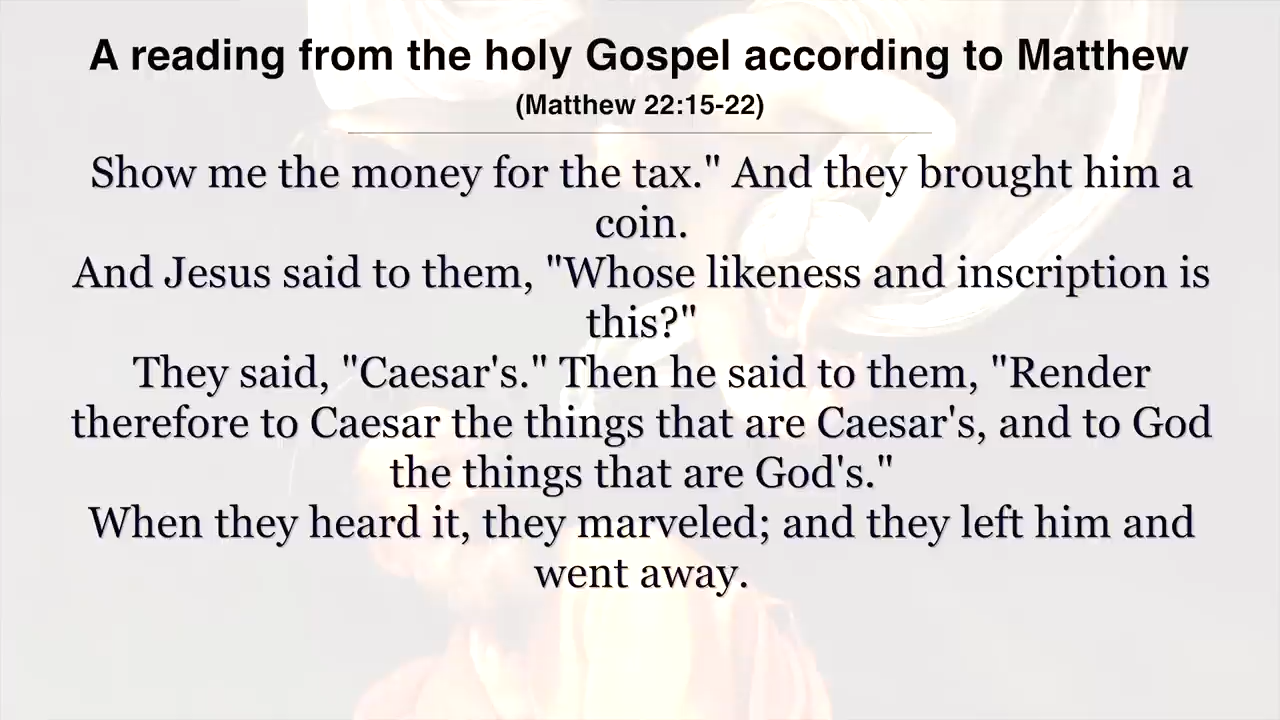 A reading from the holy Gospel according to Matthew
(Matthew 22:15-22)
Show me the money for the tax." And they brought him a
coin.
And Jesus said to them, "Whose likeness and inscription is
this?"
They said, "Caesar's." Then he said to them, "Render
therefore to Caesar the things that are Caesar's, and to God
the things that are God's."
When they heard it, they marveled; and they left him and
went away.